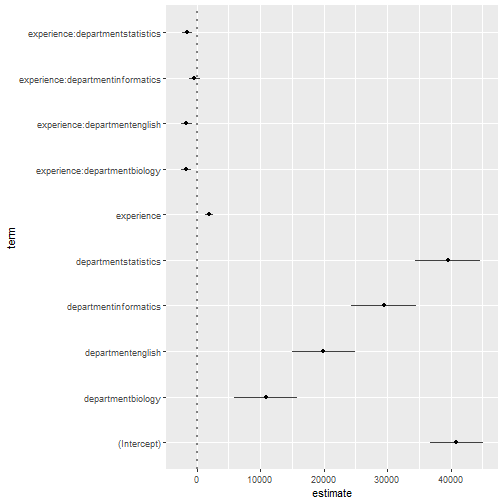 experience:departmentstatistics
experience:departmentinformatics
experience:departmentenglish
experience:departmentbiology
experience
departmentstatistics
departmentinformatics
departmentenglish
departmentbiology
(Intercept)
term
0 10000 20000 30000 40000
estimate